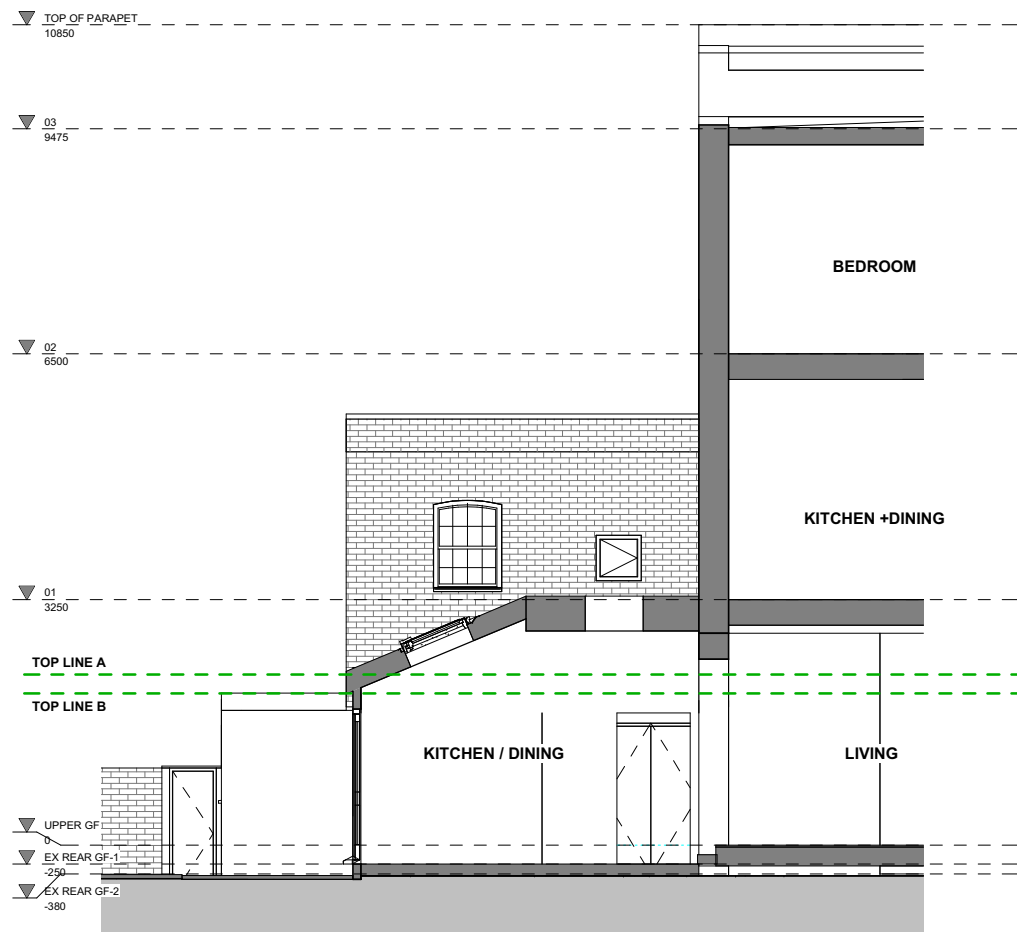 TOP OF PARAPET
10850
03
9475
BEDROOM
02
6500
KITCHEN +DINING
01
3250
TOP LINE A
TOP LINE B
KITCHEN / DINING
LIVING
UPPER GF
0
EX REAR GF-1
-250
EX REAR GF-2
-380